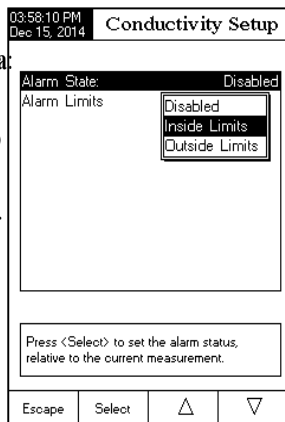 03:58:10 PM
Dec 15, 2014
Conductivity Setup
a:
Alarm State: Disabled
Alarm Limits
Disabled
Inside Limits
Outside Limits
Press <Select> to set the alarm status,
relative to the current measurement.
Escape Select △ ▽